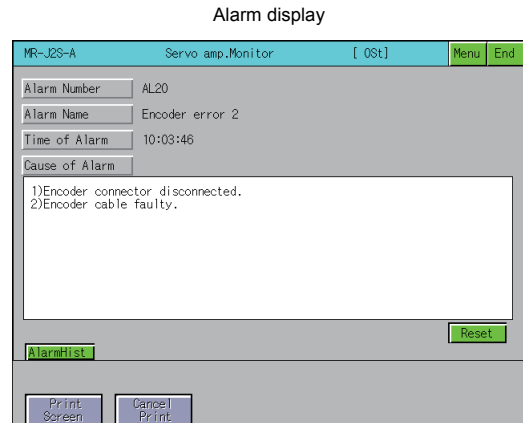 Alarm display
MR-J2S-A Servo amp.Monitor [ 0St] Menu End
Alarm Number AL20
Alarm Name Encoder error 2
Time of Alarm 10:03:46
Cause of Alarm
1)Encoder connector disconnected.
2)Encoder cable faulty.
Reset
AlarmHist
Print Screen
Cancel Print